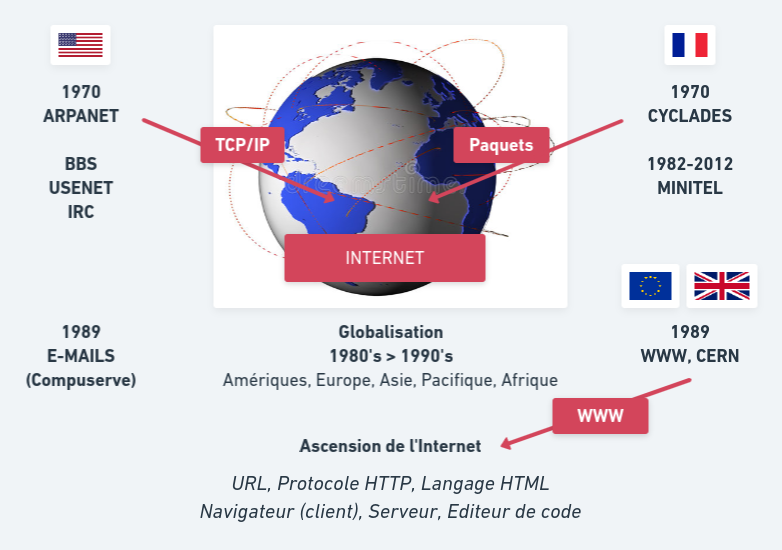 1970
ARPANET
BBS
USENET
IRC
TCP/IP
Paquets
INTERNET
1970
CYCLADES
1982-2012
MINITEL
1989
E-MAILS
(Compuserve)
Globalisation
1980's > 1990's
Amériques, Europe, Asie, Pacifique, Afrique
1989
WWW, CERN
WWW
Ascension de l'Internet
URL, Protocole HTTP, Langage HTML
Navigateur (client), Serveur, Editeur de code